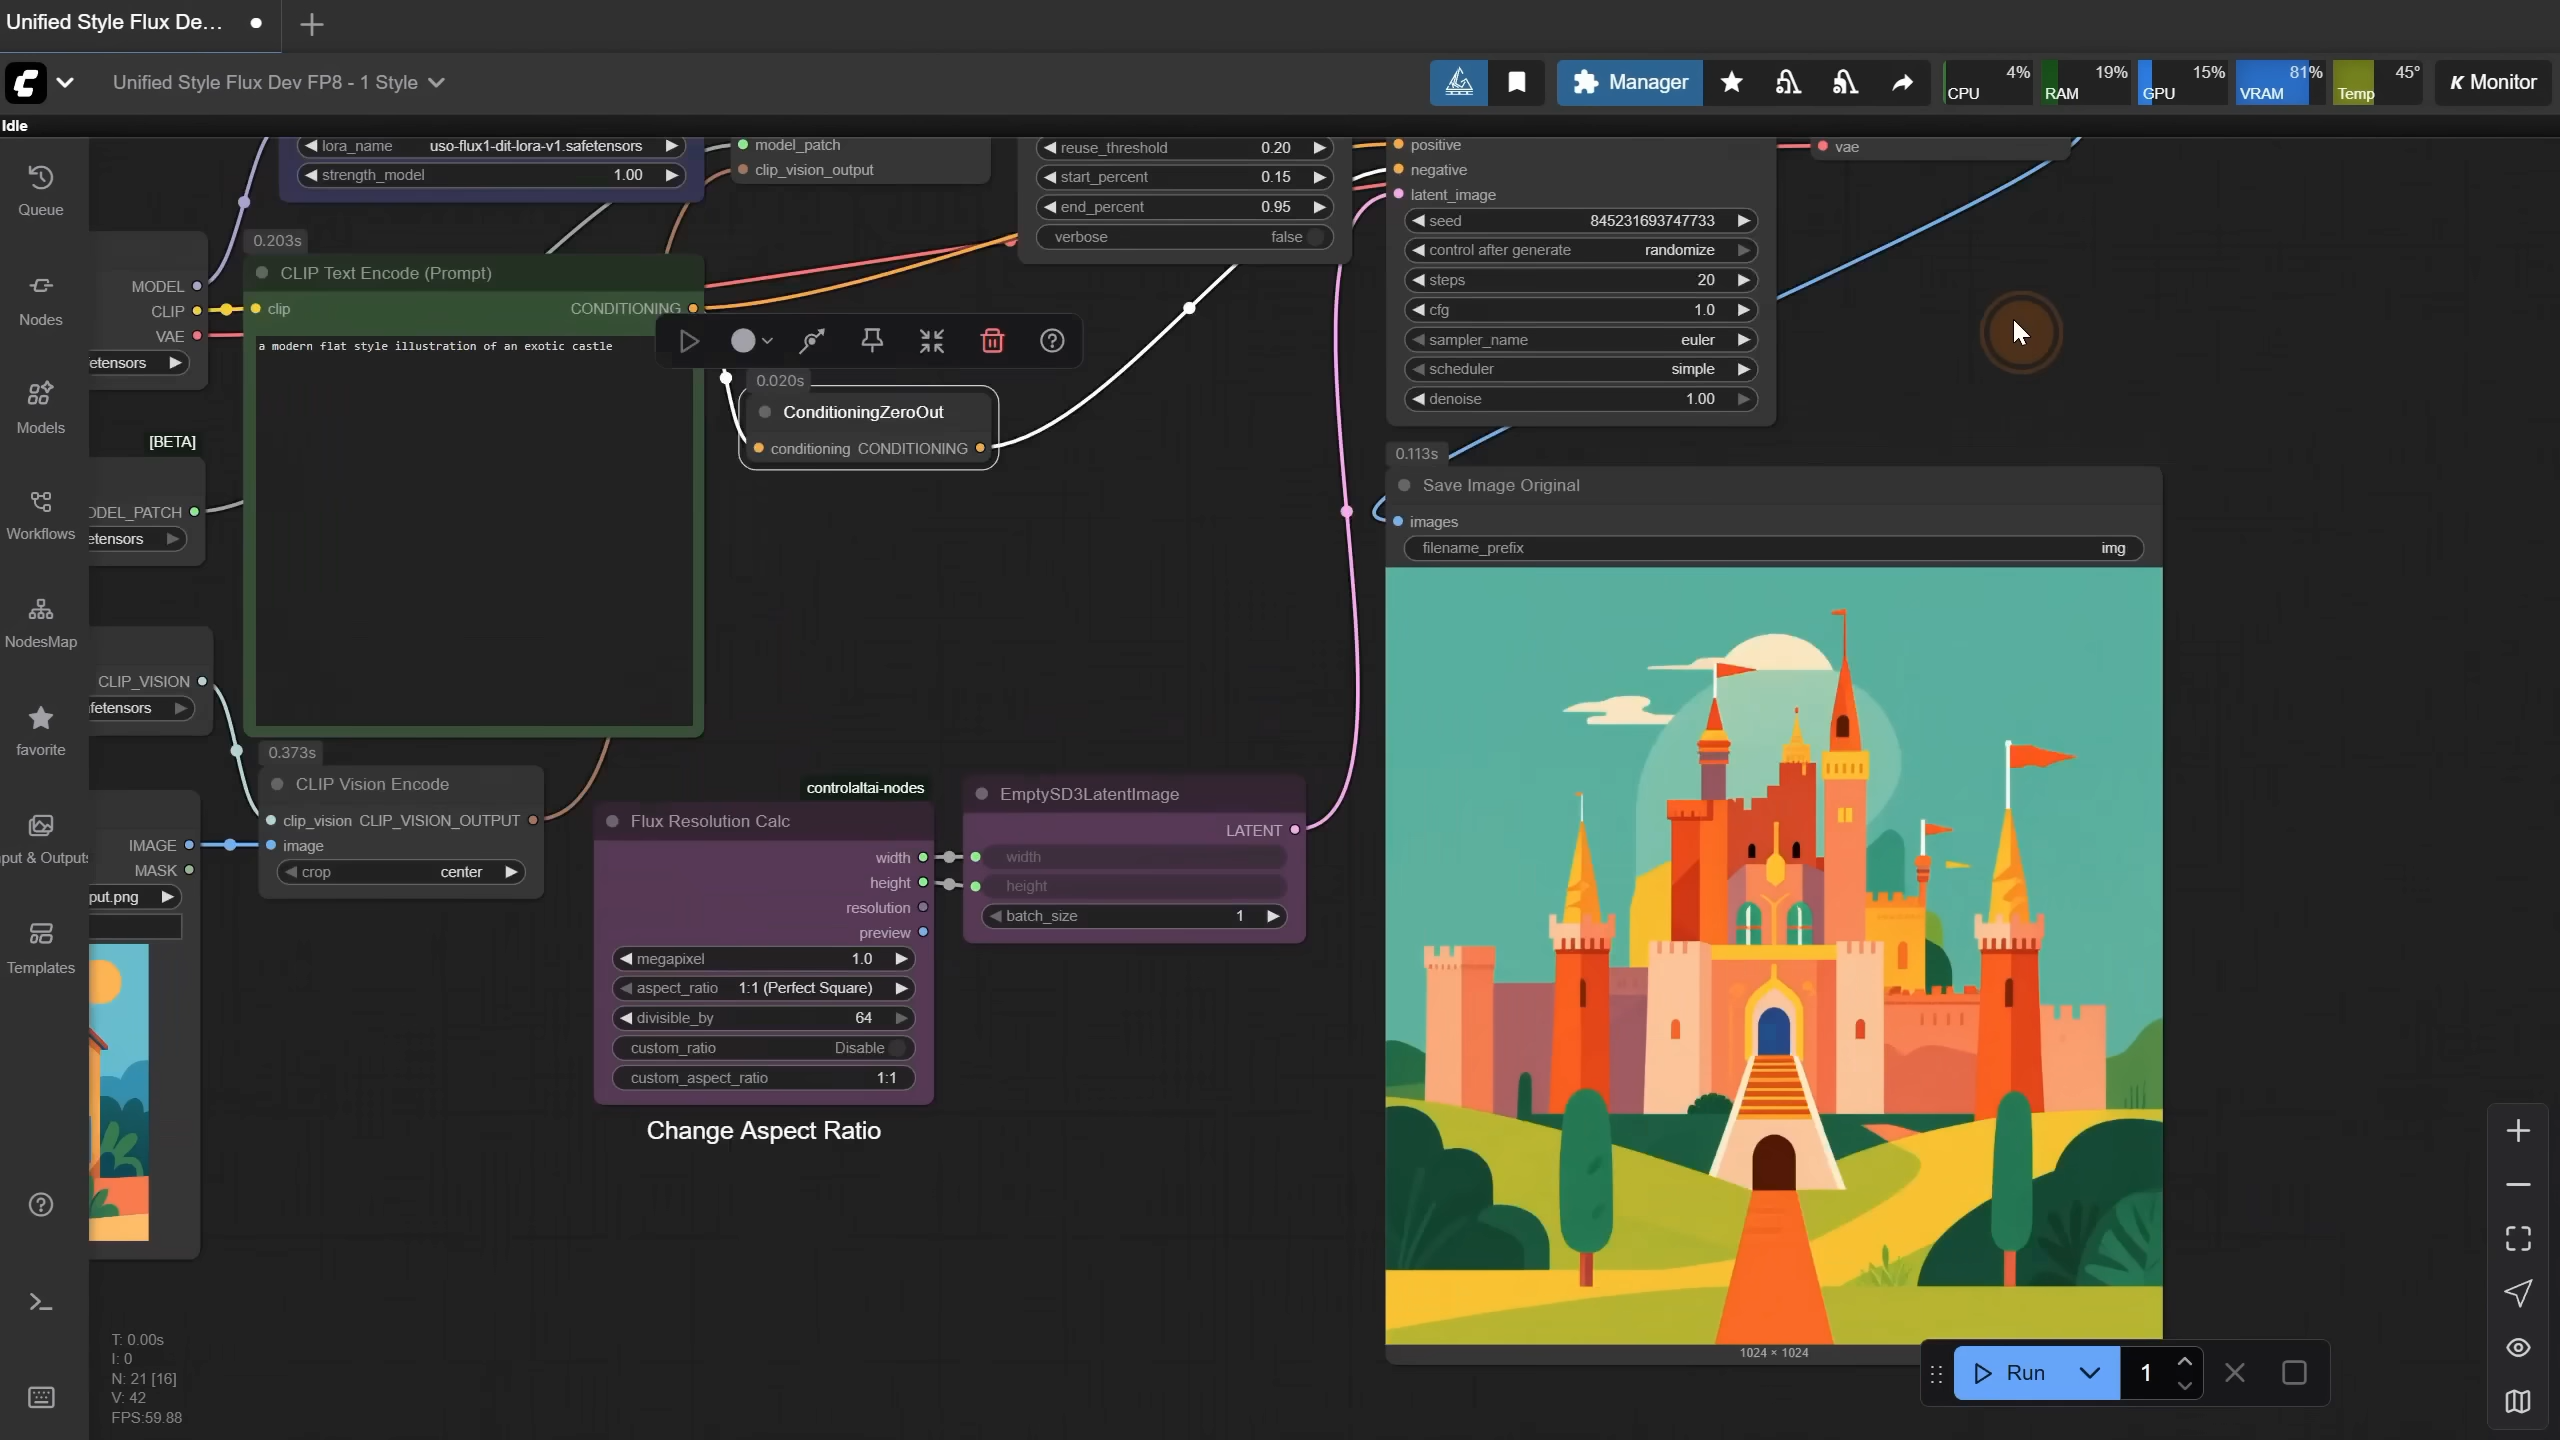 Unified Style Flux De...
Unified Style Flux Dev FP8 - 1 Style
Manager
4%
CPU
19%
RAM
15%
GPU
81%
VRAM
45°
Temp
K Monitor
Idle
Queue
Nodes
Models
Workflows
NodesMap
favorite
put & Outputs
Templates
lora_name uso-flux1-dit-lora-v1.safetensors
strength_model 1.00
model_patch
clip_vision_output
reuse_threshold 0.20
start_percent 0.15
end_percent 0.95
verbose false
positive
negative
latent_image
seed 845231693747733
control after generate randomize
steps 20
cfg 1.0
sampler_name euler
scheduler simple
denoise 1.00
vae
MODEL
CLIP
VAE
etensors
[BETA]
ODEL_PATCH
etensors
CLIP_VISION
fetensors
IMAGE
MASK
put.png
0.203s
CLIP Text Encode (Prompt)
clip CONDITIONING
a modern flat style illustration of an exotic castle
0.020s
ConditioningZeroOut
conditioning CONDITIONING
0.373s
CLIP Vision Encode
clip_vision CLIP_VISION_OUTPUT
image
crop center
controlaltai-nodes
Flux Resolution Calc
width
height
resolution
preview
megapixel 1.0
aspect_ratio 1:1 (Perfect Square)
divisible_by 64
custom_ratio Disable
custom_aspect_ratio 1:1
Change Aspect Ratio
EmptySD3LatentImage
LATENT
width
height
batch_size 1
0.113s
Save Image Original
images
filename_prefix img
1024 × 1024
Run 1
T: 0.00s
I: 0
N: 21 [16]
V: 42
FPS:59.88